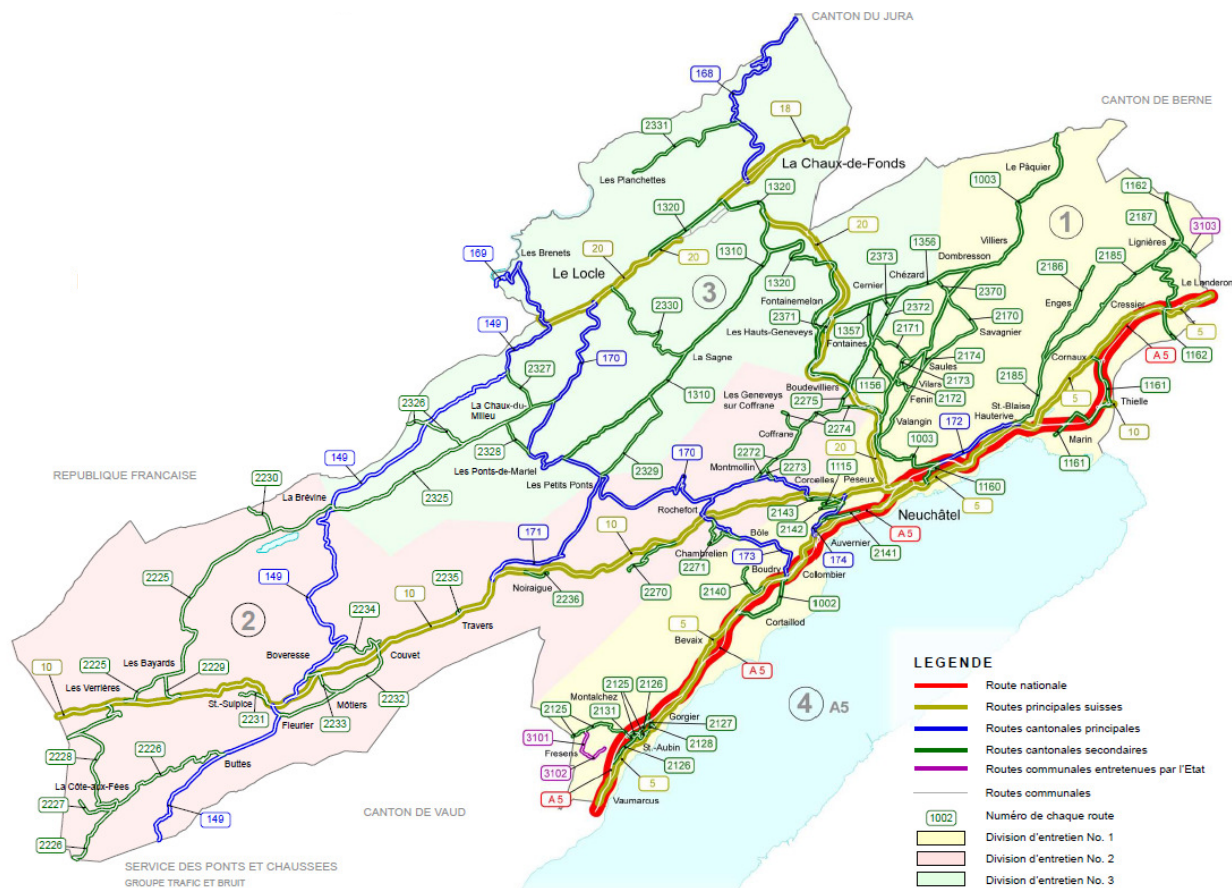 CANTON DU JURA
168
CANTON DE BERNE
18
2331
La Chaux-de-Fonds
Le Pâquier
Les Planchettes
1003
1162
1320
2187
3103
1320
Lignières
Villiers
Les Brenets
20
1356
2185
169
20
1310
2373
Dombresson
2186
Le Locle
20
Chézard
Le Landeron
3
Cernier
1
1320
2370
Enges
Cressier
Fontainemelon
2372
2330
2371
2170
5
149
Les Hauts-Geneveys
1357
Savagnier
170
2171
A 5
1162
Fontaines
Cornaux
La Sagne
Saules
2174
2327
1156
Vilars
2173
2185
1161
Boudevilliers
Fenin
2172
5
Thielle
1310
Les Geneveys
sur Coffrane
2275
St.-Blaise
2326
La Chaux-du-
Milieu
2274
Hauterive
172
Valangin
Marin
10
Coffrane
1003
2328
20
1161
149
2272
REPUBLIQUE FRANCAISE
170
Les Ponts-de-Martel
2329
Montmollin
2273
1115
2230
Les Petits Ponts
Corcelles
Peseux
1160
La Brévine
2325
5
2143
Rochefort
Neuchâtel
10
2142
171
A 5
Bôle
Auvernier
Chambrelien
173
174
2141
2271
Boudry
2225
149
2235
Noiraigue
Colombier
2236
2270
2140
1002
2
10
2234
Travers
Cortaillod
5
Bevaix
Boveresse
Couvet
10
2225
Les Bayards
2229
A 5
LEGENDE
Les Verrières
2125
2126
Route nationale
St.-Sulpice
2232
Montalchez
4
A5
2231
Môtiers
2131
Routes principales suisses
2233
Gorgier
Fleurier
2125
2127
Routes cantonales principales
3101
2226
2128
2228
St.-Aubin
Routes cantonales secondaires
Fresens
2126
Buttes
3102
5
Routes communales entretenues par l'Etat
La Côte-aux-Fées
A 5
Routes communales
2227
Vaumarcus
CANTON DE VAUD
1002
Numéro de chaque route
149
Division d'entretien No. 1
2226
Division d'entretien No. 2
SERVICE DES PONTS ET CHAUSSEES
GROUPE TRAFIC ET BRUIT
Division d'entretien No. 3